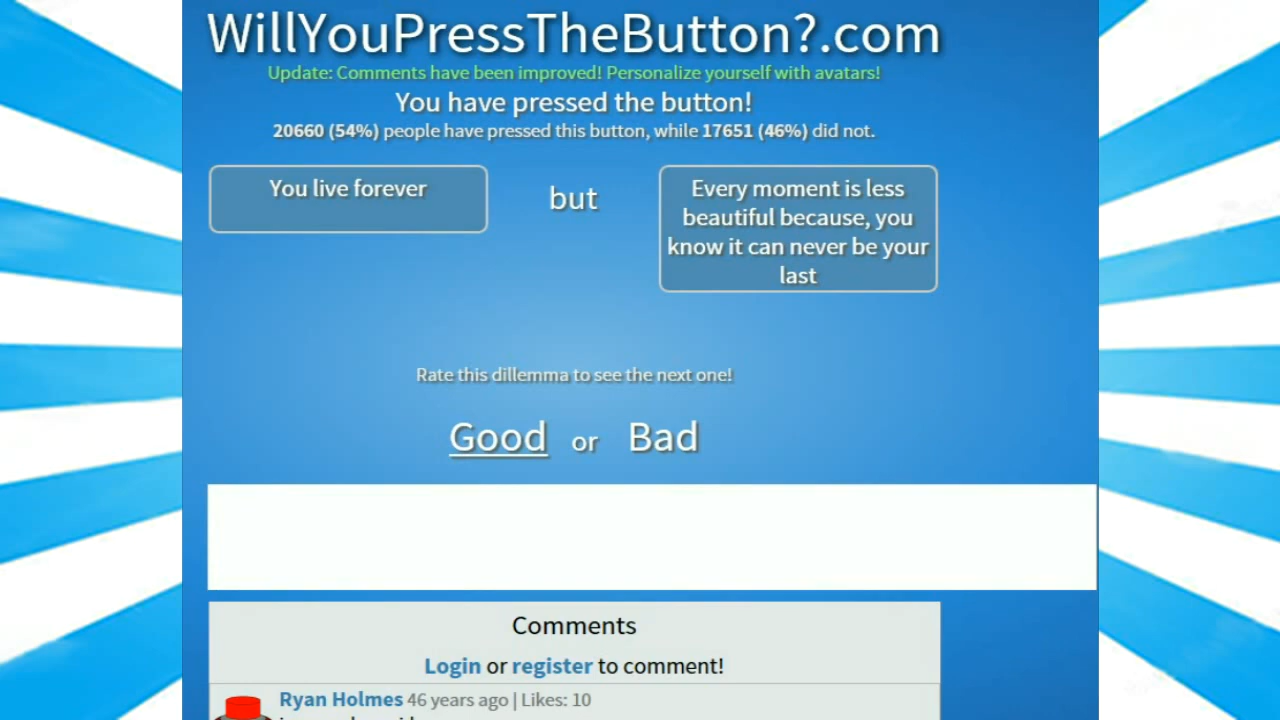 WillYouPressTheButton?.com
Update: Comments have been improved! Personalize yourself with avatars!
You have pressed the button!
20660 (54%) people have pressed this button, while 17651 (46%) did not.
You live forever
but
Every moment is less
beautiful because, you
know it can never be your
last
Rate this dillemma to see the next one!
Good or Bad
Comments
Login or register to comment!
Ryan Holmes 46 years ago | Likes: 10